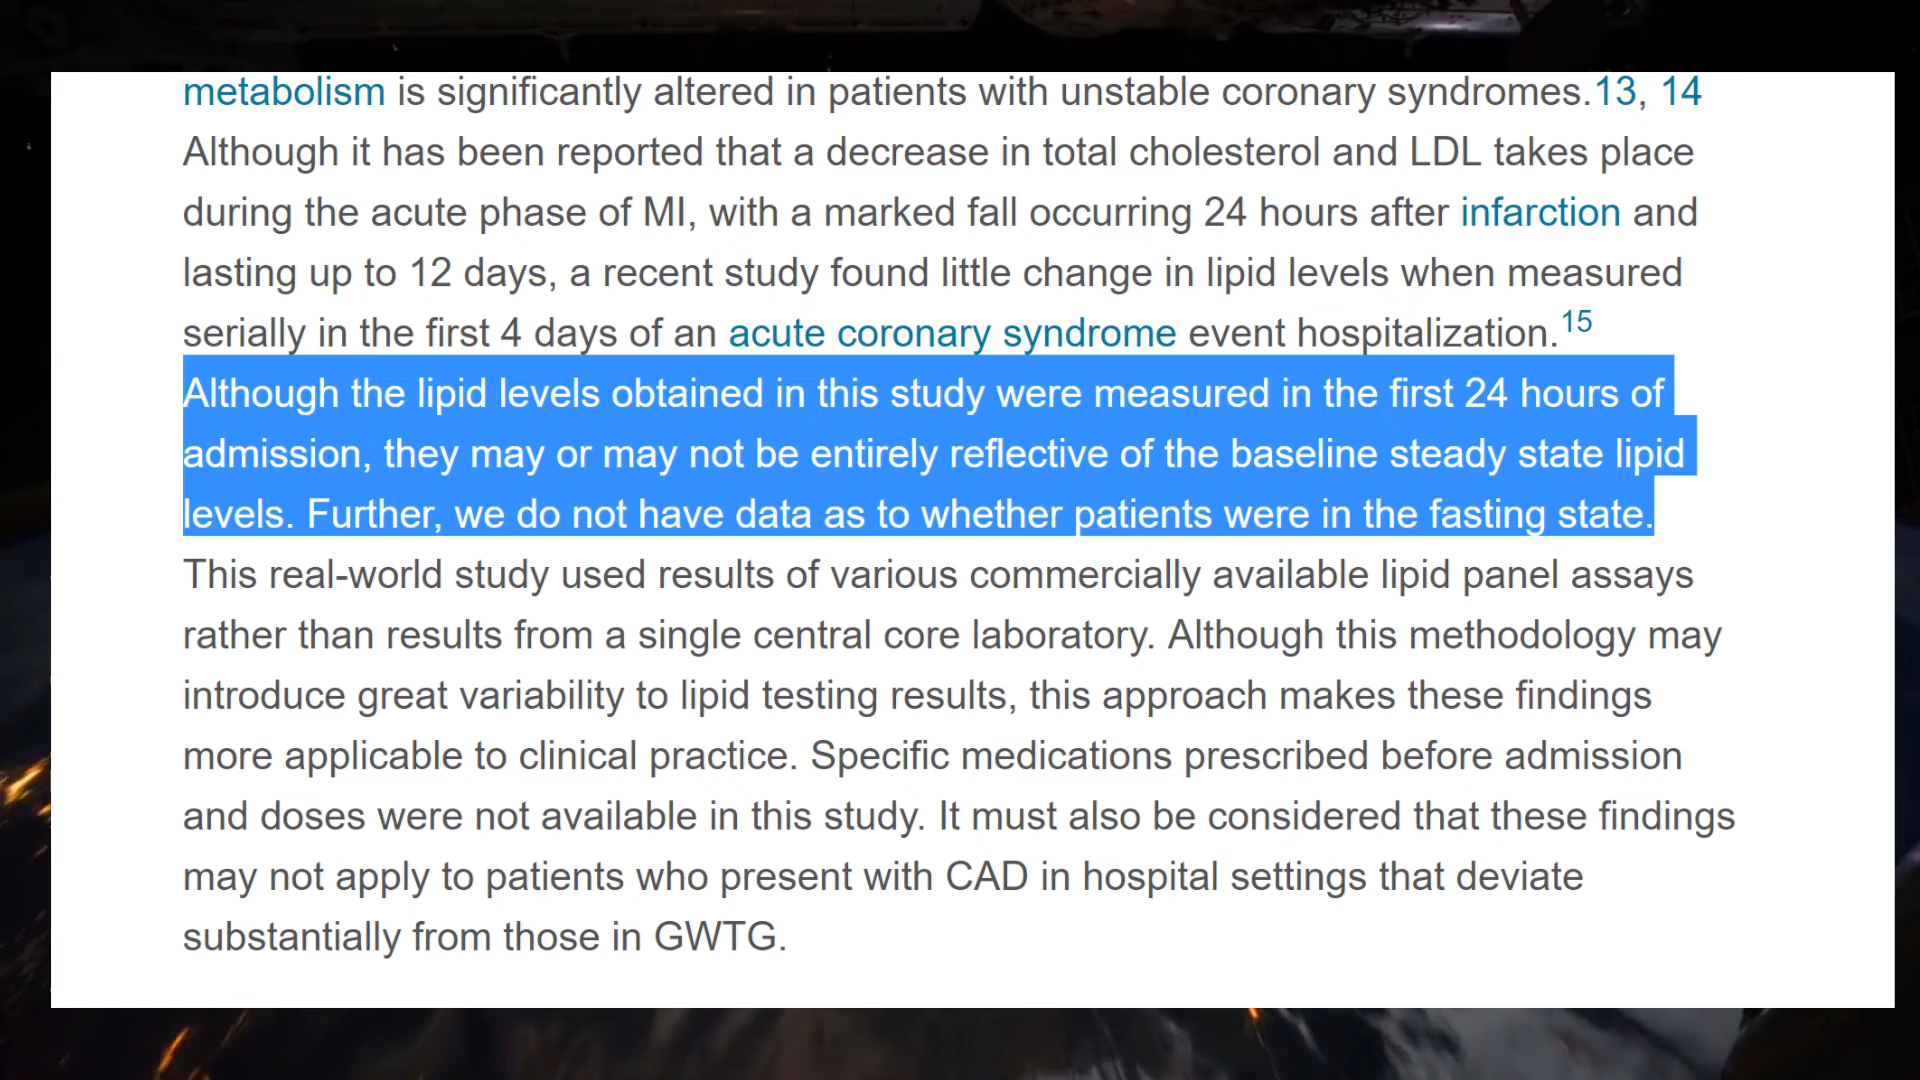 metabolism is significantly altered in patients with unstable coronary syndromes.13, 14
Although it has been reported that a decrease in total cholesterol and LDL takes place
during the acute phase of MI, with a marked fall occurring 24 hours after infarction and
lasting up to 12 days, a recent study found little change in lipid levels when measured
serially in the first 4 days of an acute coronary syndrome event hospitalization.15
Although the lipid levels obtained in this study were measured in the first 24 hours of
admission, they may or may not be entirely reflective of the baseline steady state lipid
levels. Further, we do not have data as to whether patients were in the fasting state.
This real-world study used results of various commercially available lipid panel assays
rather than results from a single central core laboratory. Although this methodology may
introduce great variability to lipid testing results, this approach makes these findings
more applicable to clinical practice. Specific medications prescribed before admission
and doses were not available in this study. It must also be considered that these findings
may not apply to patients who present with CAD in hospital settings that deviate
substantially from those in GWTG.